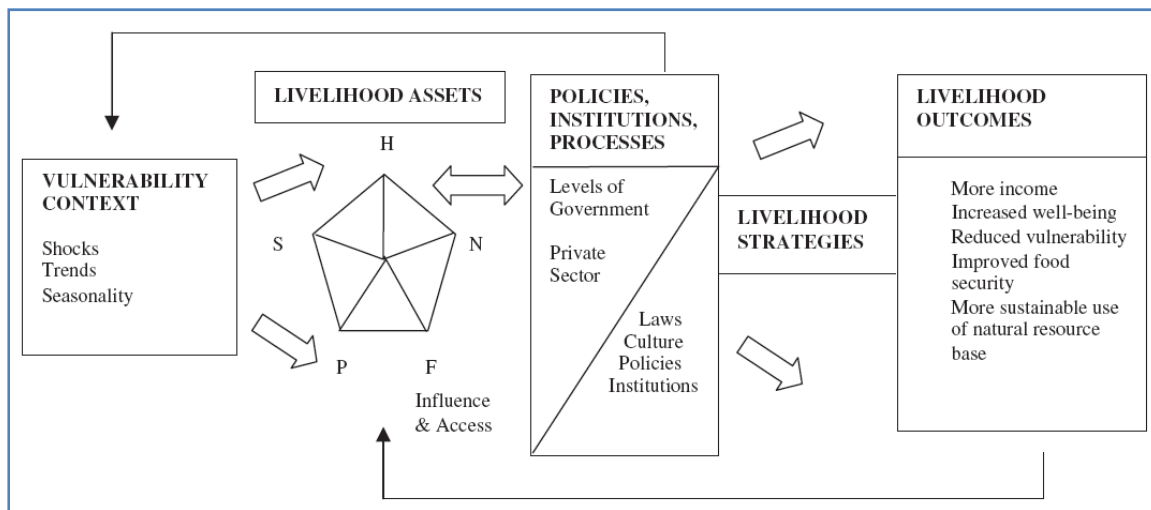 LIVELIHOOD ASSETS
POLICIES,
INSTITUTIONS,
PROCESSES
LIVELIHOOD
OUTCOMES
VULNERABILITY
CONTEXT
Shocks
Trends
Seasonality
H
S
N
P
F
Influence
& Access
Levels of
Government
Private
Sector
Laws
Culture
Policies
Institutions
LIVELIHOOD
STRATEGIES
More income
Increased well-being
Reduced vulnerability
Improved food
security
More sustainable use
of natural resource
base